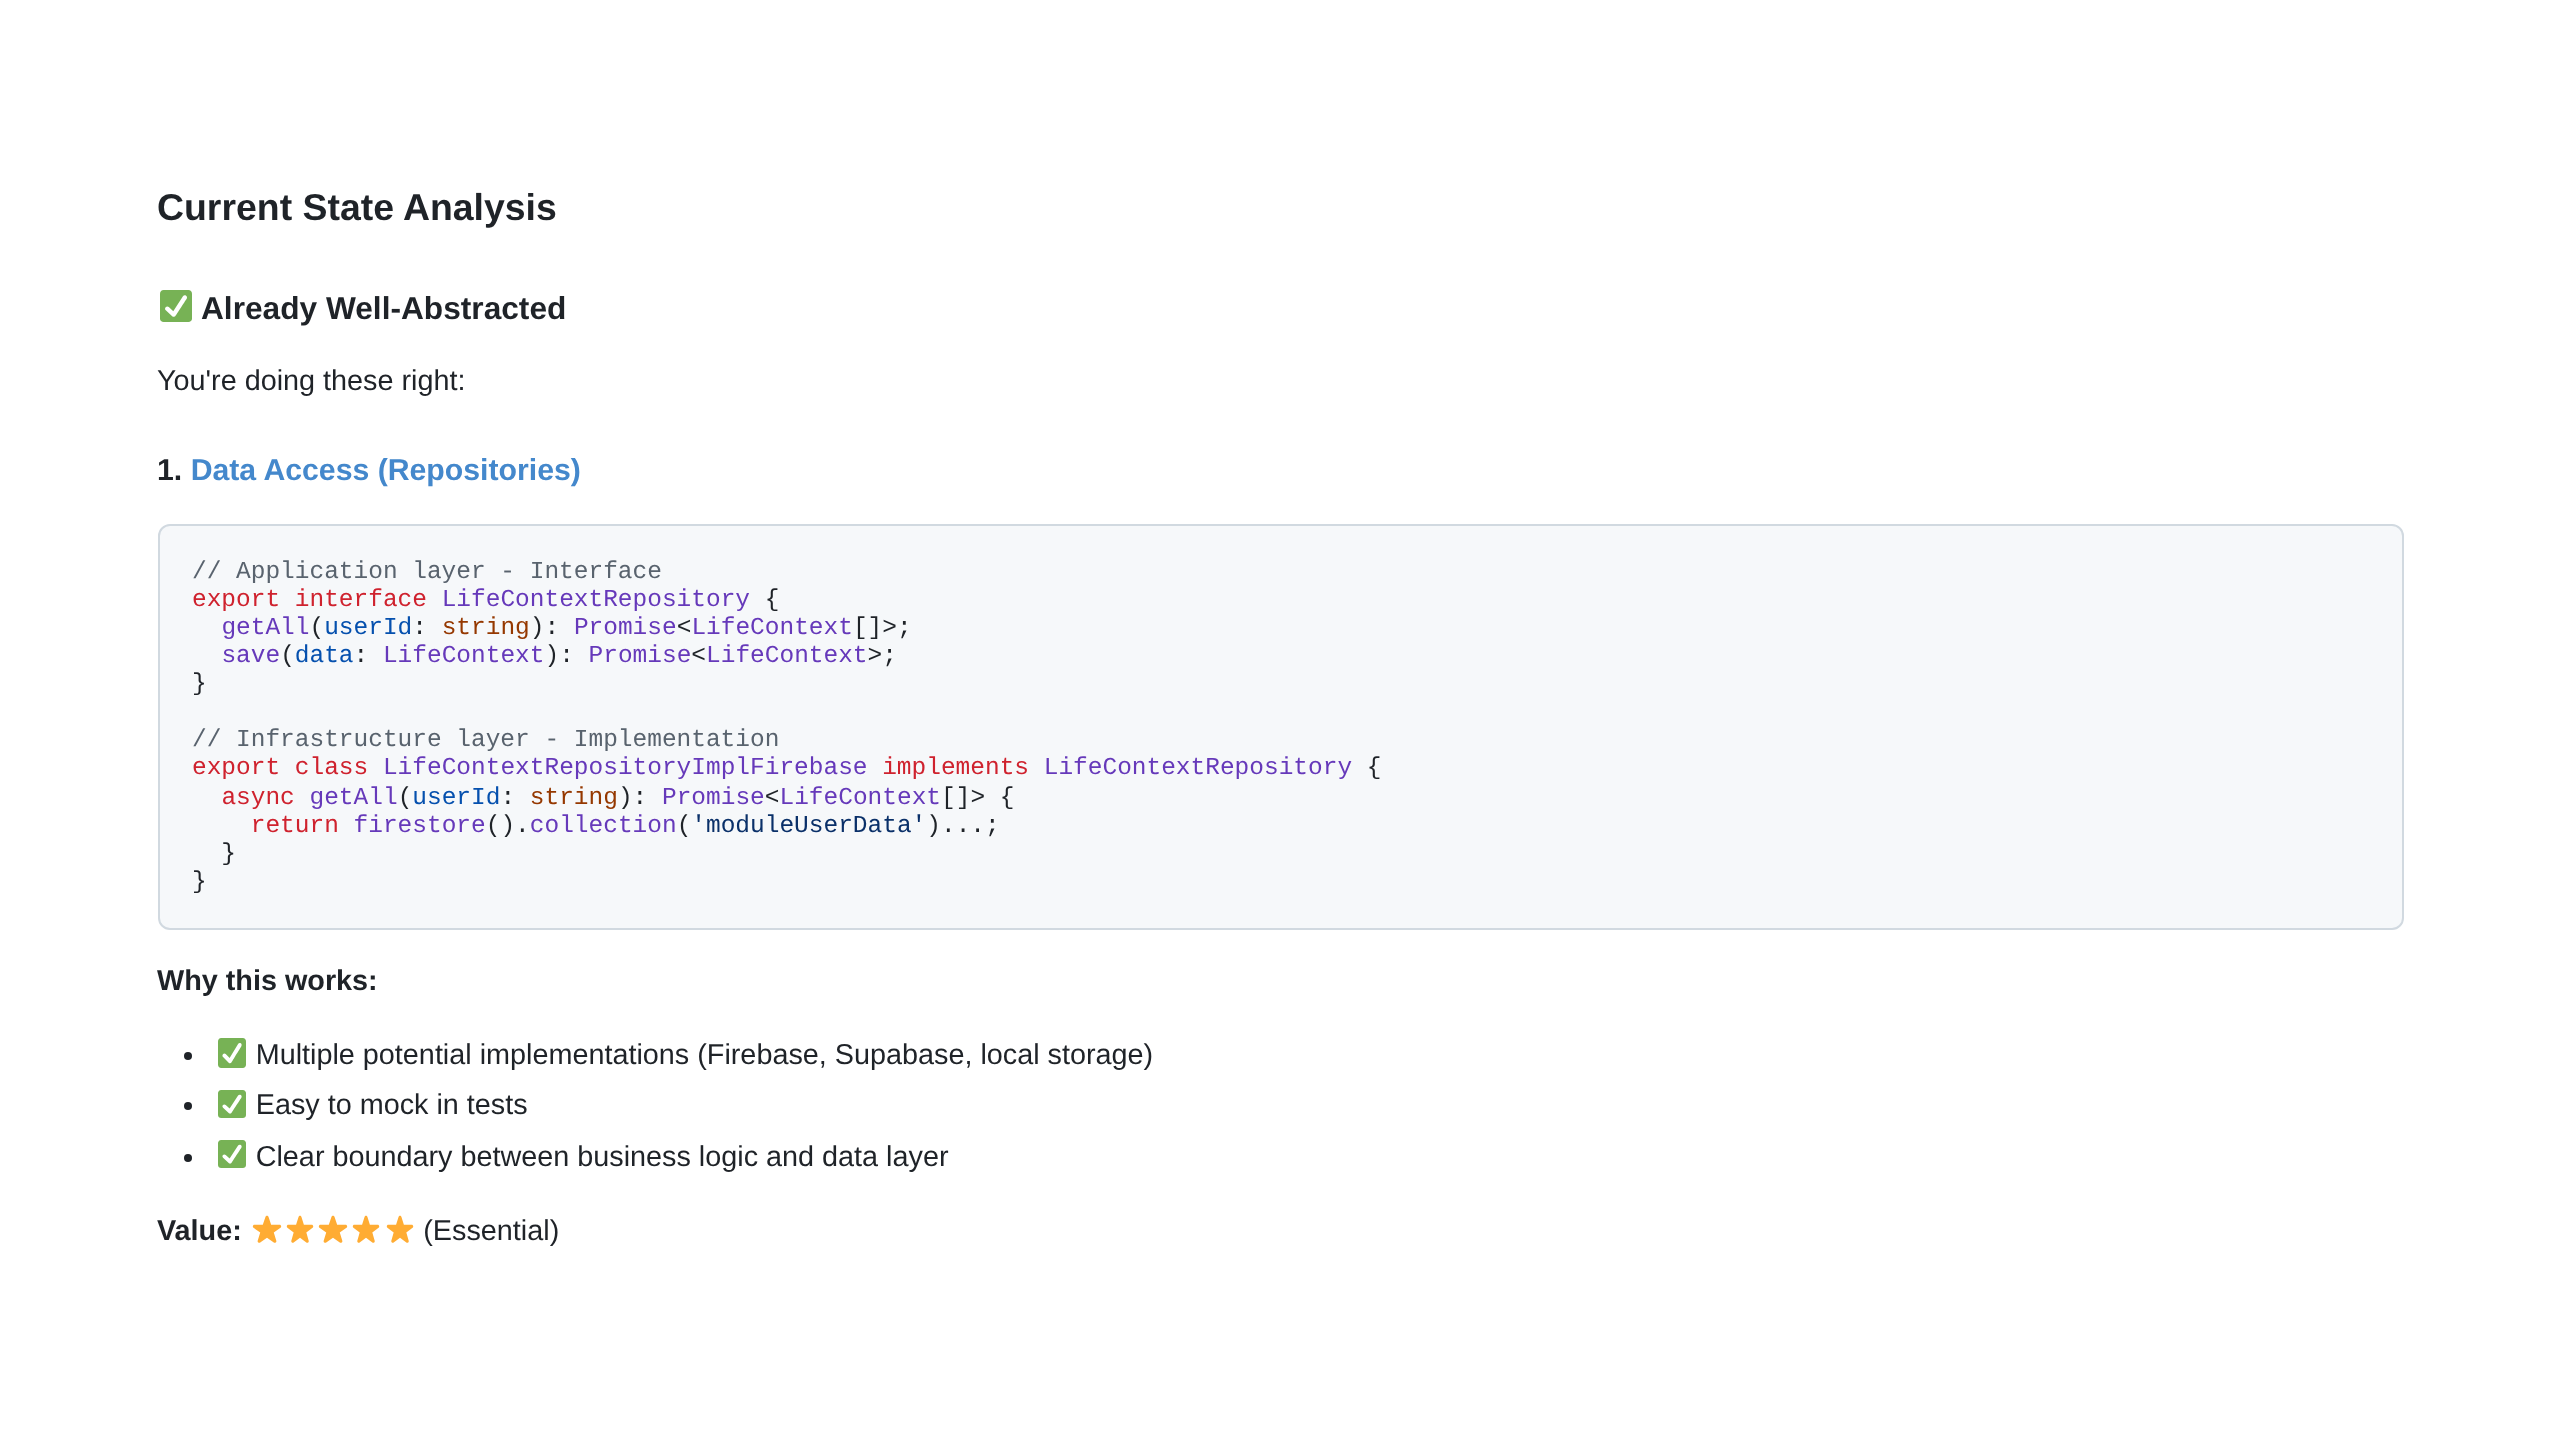 Current State Analysis
✅ Already Well-Abstracted
You're doing these right:
1. Data Access (Repositories)
// Application layer - Interface
export interface LifeContextRepository {
  getAll(userId: string): Promise<LifeContext[]>;
  save(data: LifeContext): Promise<LifeContext>;
}

// Infrastructure layer - Implementation
export class LifeContextRepositoryImplFirebase implements LifeContextRepository {
  async getAll(userId: string): Promise<LifeContext[]> {
    return firestore().collection('moduleUserData')...;
  }
}
Why this works:
• ✅ Multiple potential implementations (Firebase, Supabase, local storage)
• ✅ Easy to mock in tests
• ✅ Clear boundary between business logic and data layer
Value: ⭐⭐⭐⭐⭐ (Essential)